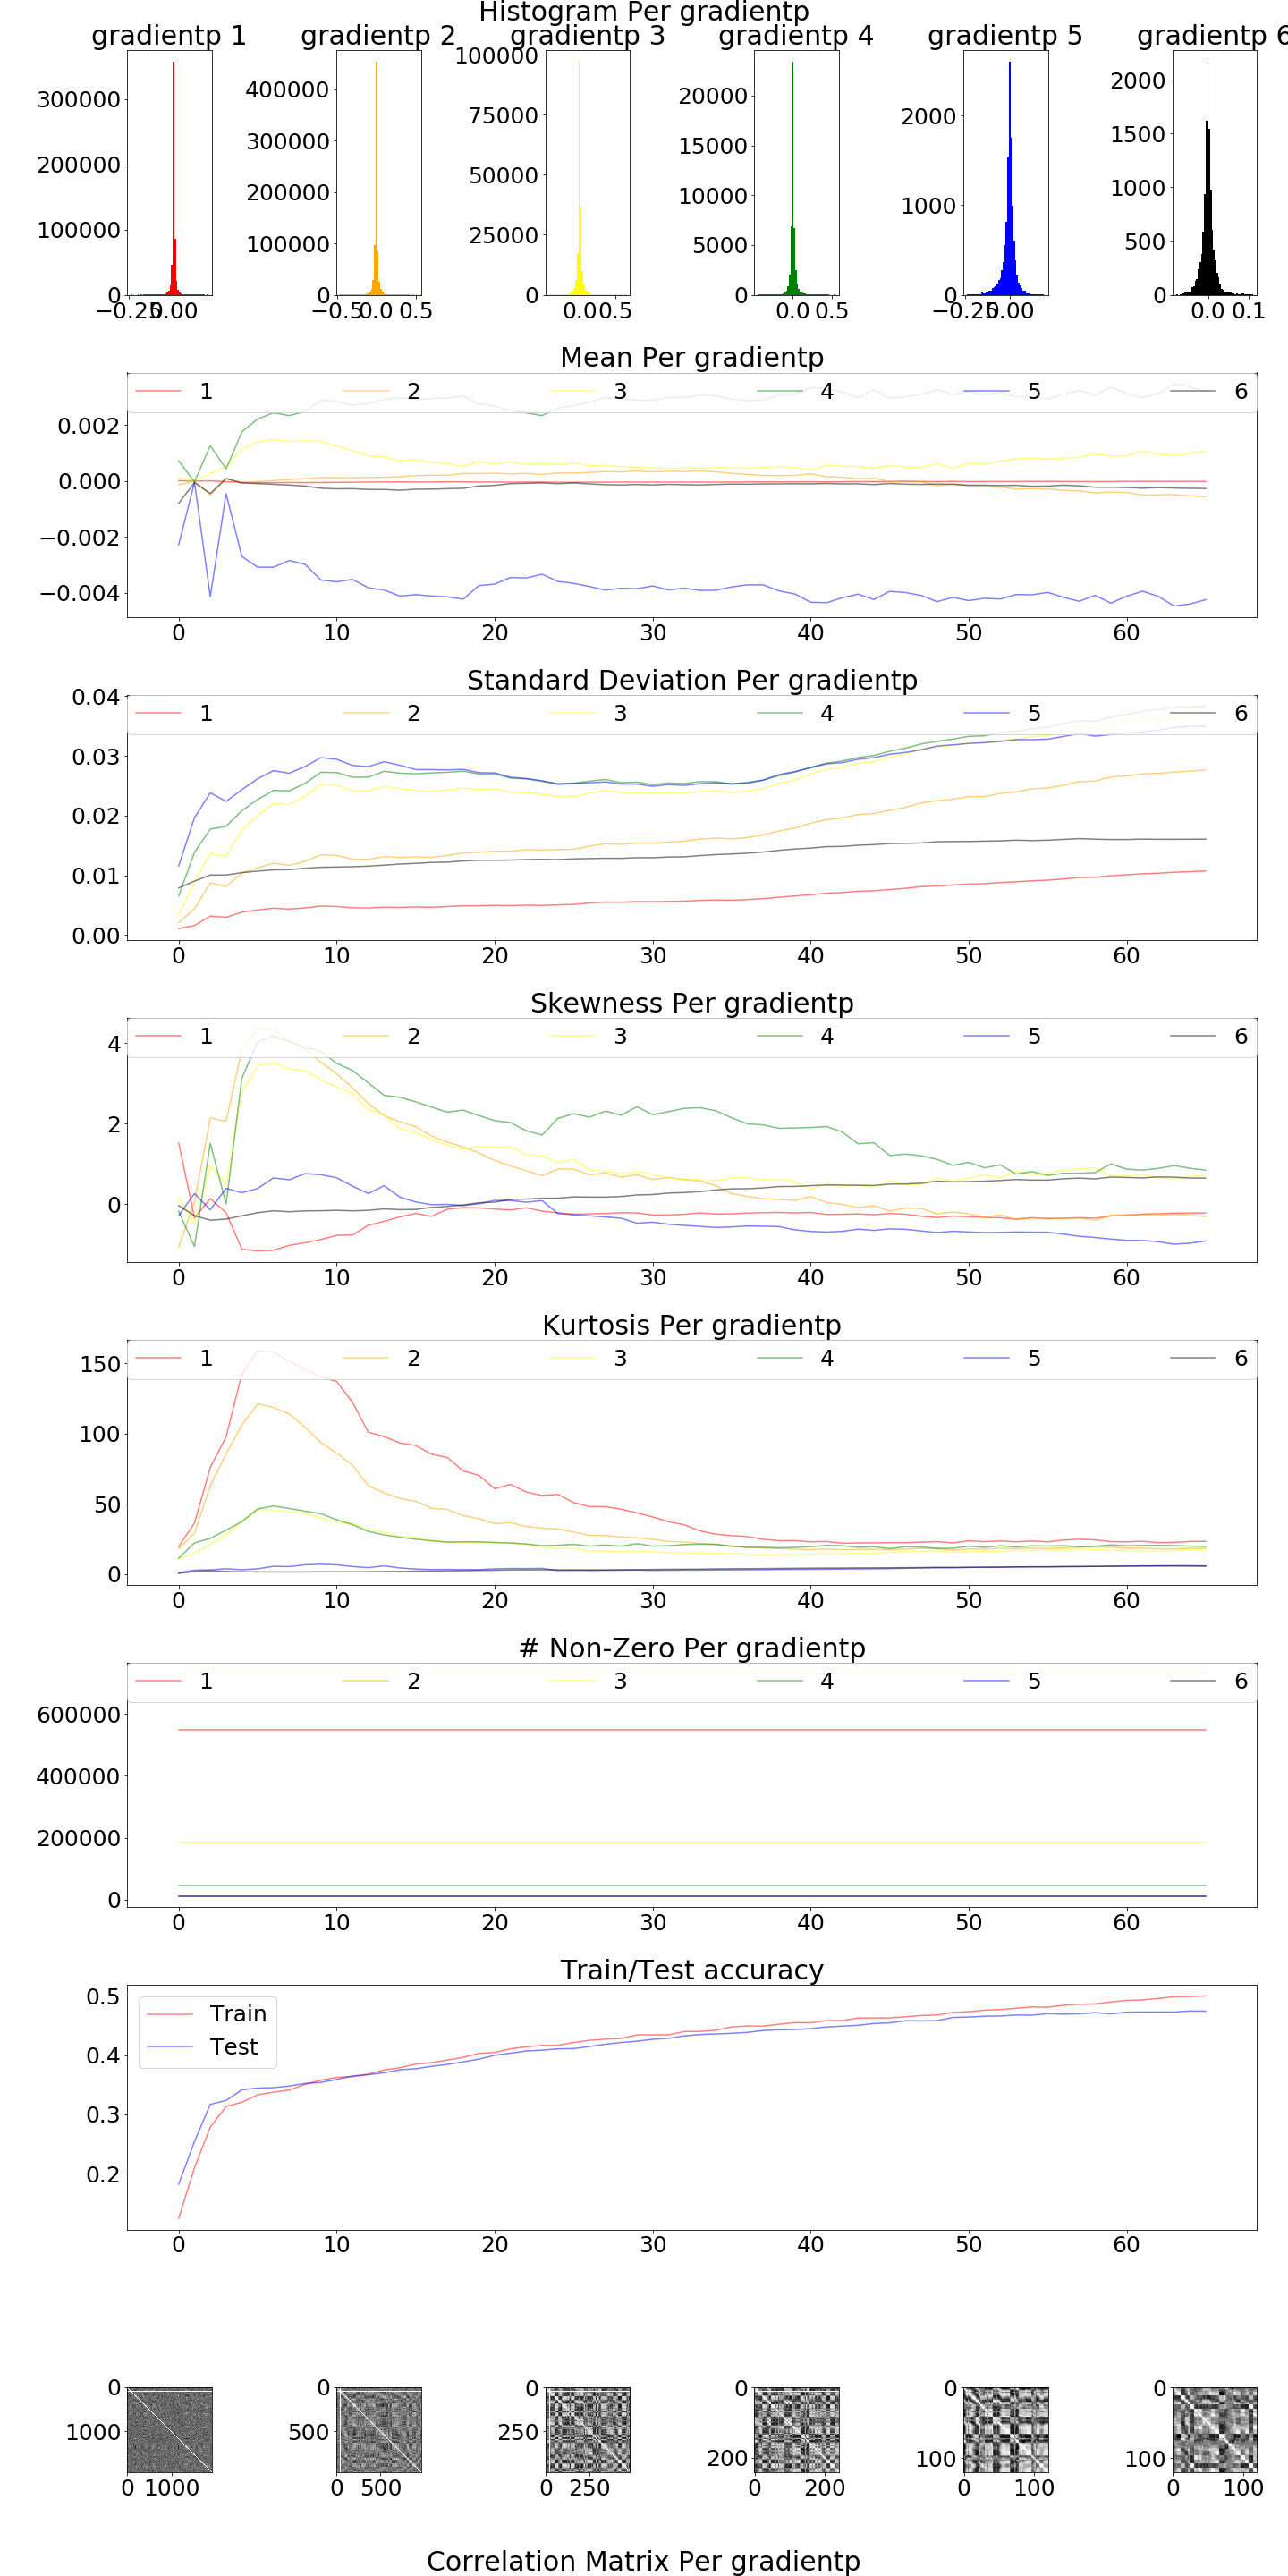 Histogram Per gradientp
gradientp 1 gradientp 2 gradientp 3 gradientp 4 gradientp 5 gradientp 6
300000 200000 100000 0
−0.25 0.00
400000 300000 200000 100000 0
−0.5 0.0 0.5
100000 75000 50000 25000 0
0.0 0.5
20000 15000 10000 5000 0
0.0 0.5
2000 1000 0
−0.25 0.00
2000 1500 1000 500 0
0.0 0.1
Mean Per gradientp
1 2 3 4 5 6
0.002
0.000
−0.002
−0.004
0 10 20 30 40 50 60
Standard Deviation Per gradientp
0.04
1 2 3 4 5 6
0.03
0.02
0.01
0.00
0 10 20 30 40 50 60
Skewness Per gradientp
1 2 3 4 5 6
4
2
0
0 10 20 30 40 50 60
Kurtosis Per gradientp
1 2 3 4 5 6
150
100
50
0
0 10 20 30 40 50 60
# Non-Zero Per gradientp
1 2 3 4 5 6
600000
400000
200000
0
0 10 20 30 40 50 60
Train/Test accuracy
0.5
0.4
0.3
0.2
Train
Test
0 10 20 30 40 50 60
0 1000
0 1000
0 500
0 500
0 250
0 250
0 200
0 200
0 100
0 100
0 100
0 100
Correlation Matrix Per gradientp